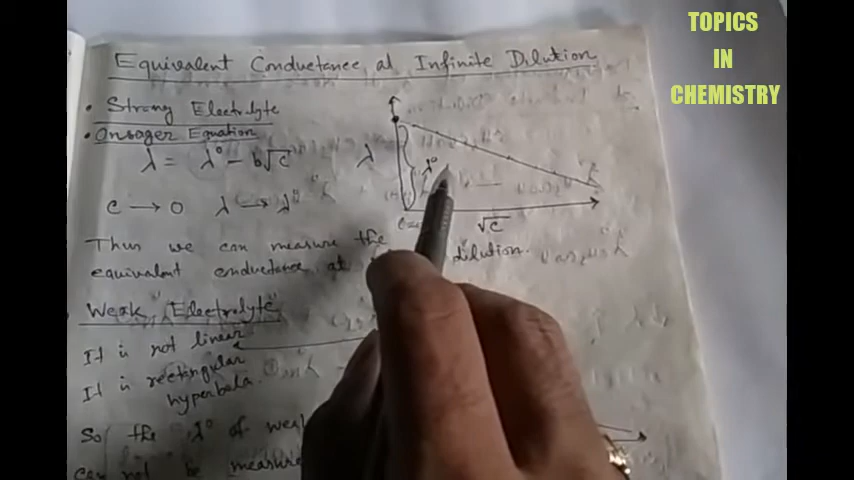 TOPICS
IN
CHEMISTRY
Equivalent Conductance at Infinite Dilution
• Strong Electrolyte
• Onsager Equation
λ = λ° - b√c
λ
λ°
c → 0 λ → λ°
√c
Thus we can measure the
equivalent conductance at dilution.
Weak Electrolyte
It is not linear
It is rectangular
hyperbola.
So the λ° of weak
can not be measure